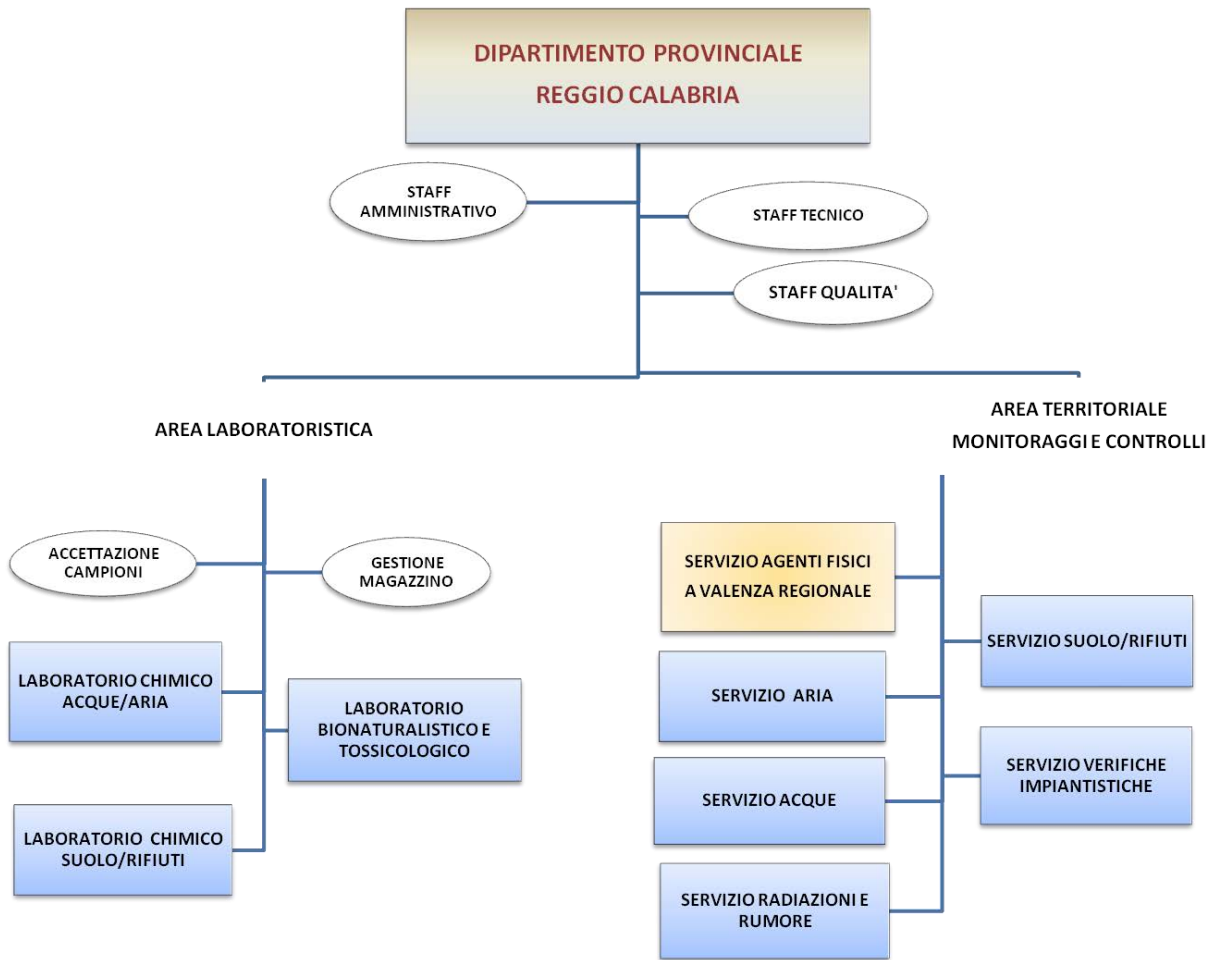 DIPARTIMENTO PROVINCIALE
REGGIO CALABRIA
STAFF
AMMINISTRATIVO
STAFF TECNICO
STAFF QUALITA'
AREA LABORATORISTICA
AREA TERRITORIALE
MONITORAGGI E CONTROLLI
ACCETTAZIONE
CAMPIONI
GESTIONE
MAGAZZINO
LABORATORIO CHIMICO
ACQUE/ARIA
LABORATORIO
BIONATURALISTICO E
TOSSICOLOGICO
LABORATORIO CHIMICO
SUOLO/RIFIUTI
SERVIZIO AGENTI FISICI
A VALENZA REGIONALE
SERVIZIO SUOLO/RIFIUTI
SERVIZIO ARIA
SERVIZIO VERIFICHE
IMPIANTISTICHE
SERVIZIO ACQUE
SERVIZIO RADIAZIONI E
RUMORE